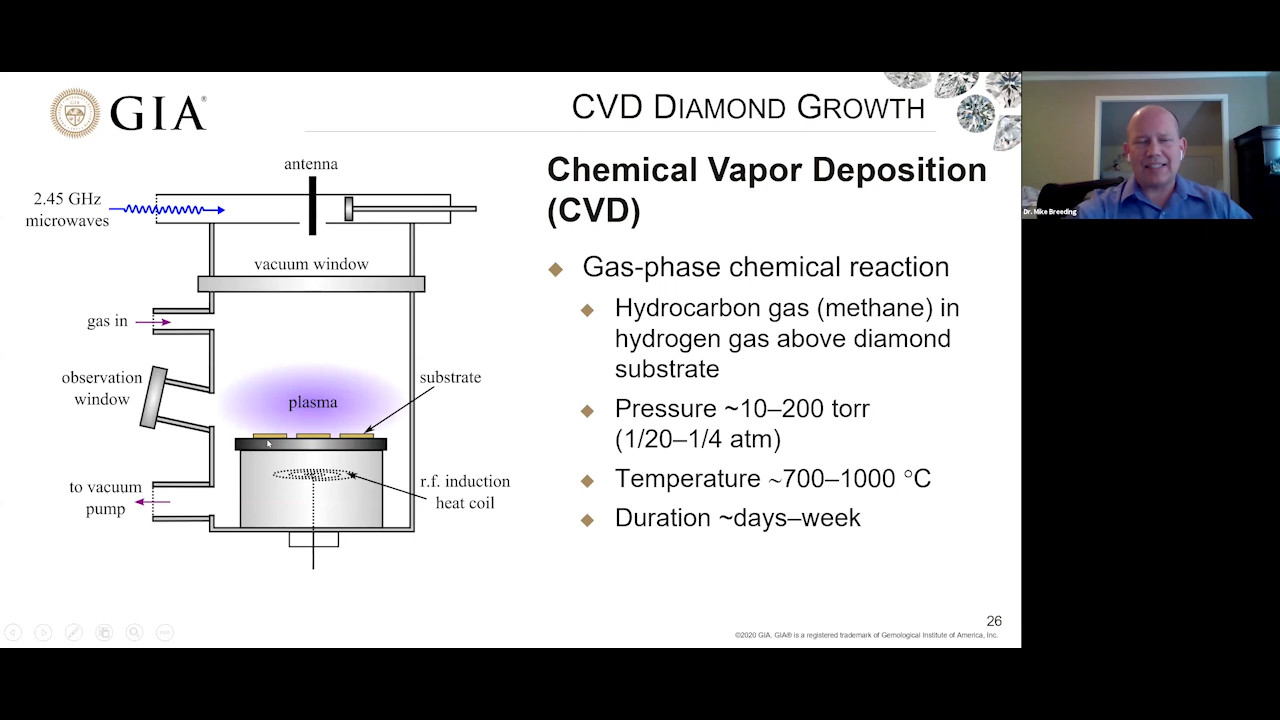 GIA®
CVD DIAMOND GROWTH
antenna
2.45 GHz
microwaves
vacuum window
gas in
observation
window
plasma
substrate
to vacuum
pump
r.f. induction
heat coil
Chemical Vapor Deposition
(CVD)
Gas-phase chemical reaction
Hydrocarbon gas (methane) in
hydrogen gas above diamond
substrate
Pressure ~10–200 torr
(1/20–1/4 atm)
Temperature ~700–1000 °C
Duration ~days–week
26
©2020 GIA. GIA® is a registered trademark of Gemological Institute of America, Inc.
Dr. Mike Breeding